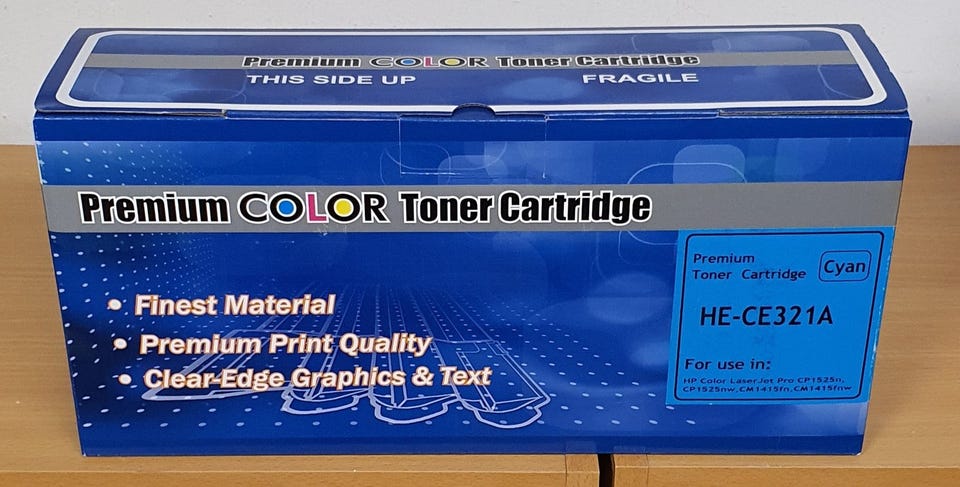 Premium COLOR Toner Cartridge
THIS SIDE UP FRAGILE
Premium COLOR Toner Cartridge
• Finest Material
• Premium Print Quality
• Clear-Edge Graphics & Text
Premium
Toner Cartridge
Cyan
HE-CE321A
For use in:
HP Color LaserJet Pro CP1525n,
CP1525nw,CM1415fn,CM1415fnw